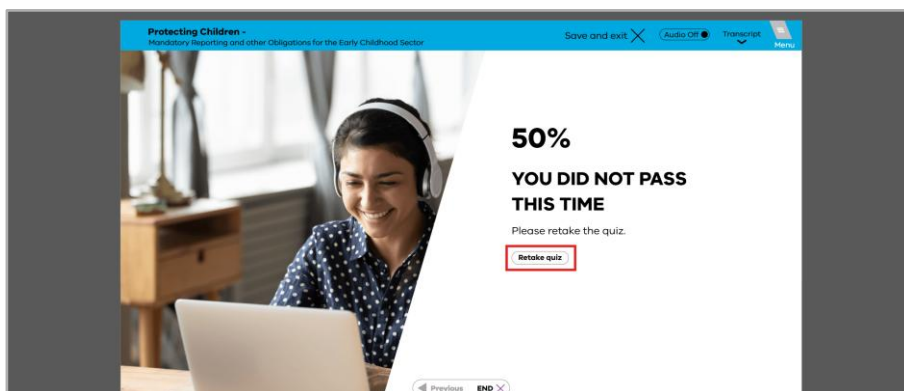 Protecting Children -
Mandatory Reporting and other Obligations for the Early Childhood Sector
Save and exit
Audio Off
Transcript
Menu
50%
YOU DID NOT PASS
THIS TIME
Please retake the quiz.
Retake quiz
Previous END